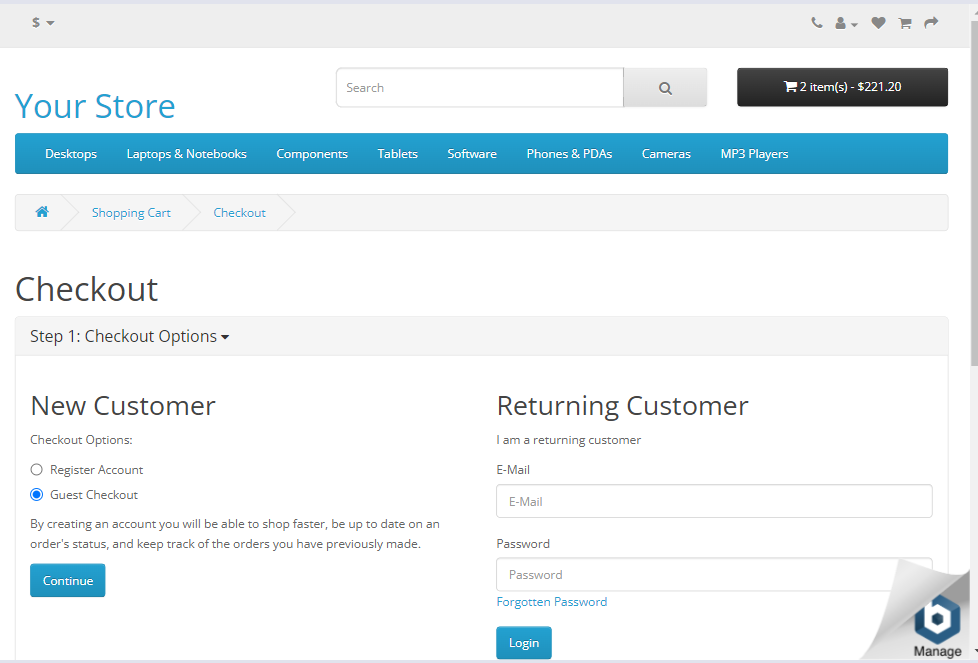 $
Search
2 item(s) - $221.20
Your Store
Desktops Laptops & Notebooks Components Tablets Software Phones & PDAs Cameras MP3 Players
Shopping Cart Checkout
Checkout
Step 1: Checkout Options
New Customer
Checkout Options:
Register Account
Guest Checkout
By creating an account you will be able to shop faster, be up to date on an
order's status, and keep track of the orders you have previously made.
Continue
Returning Customer
I am a returning customer
E-Mail
E-Mail
Password
Password
Forgotten Password
Login
b
Manage